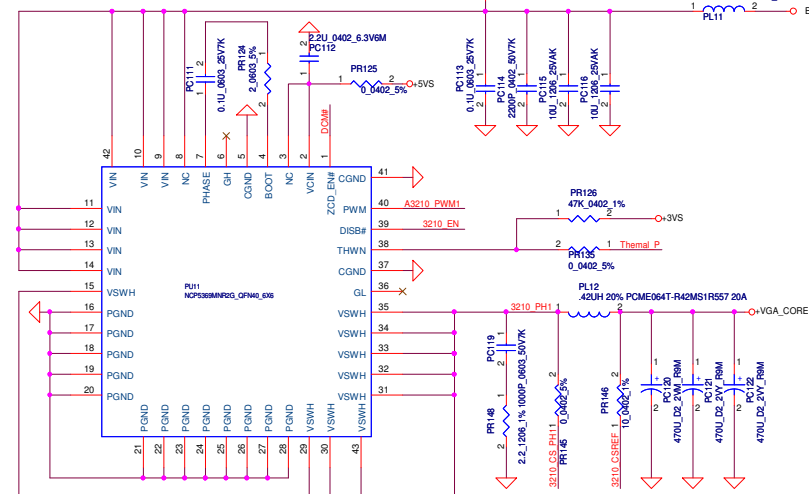 1
2
PL11
E
2.2U_0402_6.3V6M
PC112
PC111
0.1U_0603_25V7K
PR124
2_0603_5%
PR125
0_0402_5%
+5VS
PC113
0.1U_0603_25V7K
PC114
2200P_0402_50V7K
PC115
10U_1206_25VAK
PC116
10U_1206_25VAK
DCM#
42
10
9
8
7
6
5
4
3
2
1
VIN
VIN
VIN
NC
PHASE
GH
CGND
BOOT
NC
VCIN
ZCD_EN#
CGND 41
11 VIN
PWM 40 A3210_PWM1
12 VIN
DISB# 39 3210_EN
13 VIN
THWN 38
14 VIN
CGND 37
15 VSWH
GL 36
16 PGND
VSWH 35
17 PGND
VSWH 34
18 PGND
VSWH 33
19 PGND
VSWH 32
20 PGND
VSWH 31
PU11
NCP5369MNR2G_QFN40_6X6
PGND
PGND
PGND
PGND
PGND
PGND
PGND
PGND
VSWH
VSWH
VSWH
21
22
23
24
25
26
27
28
29
30
43
PR126
47K_0402_1%
1
2
+3VS
2
1
Themal_P
PR135
0_0402_5%
PL12
.42UH 20% PCME064T-R42MS1R557 20A
3210_PH1
1
2
+VGA_CORE
PC119
1000P_0603_50V7K
PR148
2.2_1206_1%
PR145
0_0402_5%
3210_CS_PH1
PR146
10_0402_1%
3210_CSREF
PC120
470U_D2_2VM_R9M
PC121
470U_D2_2VY_R9M
PC122
470U_D2_2VY_R9M